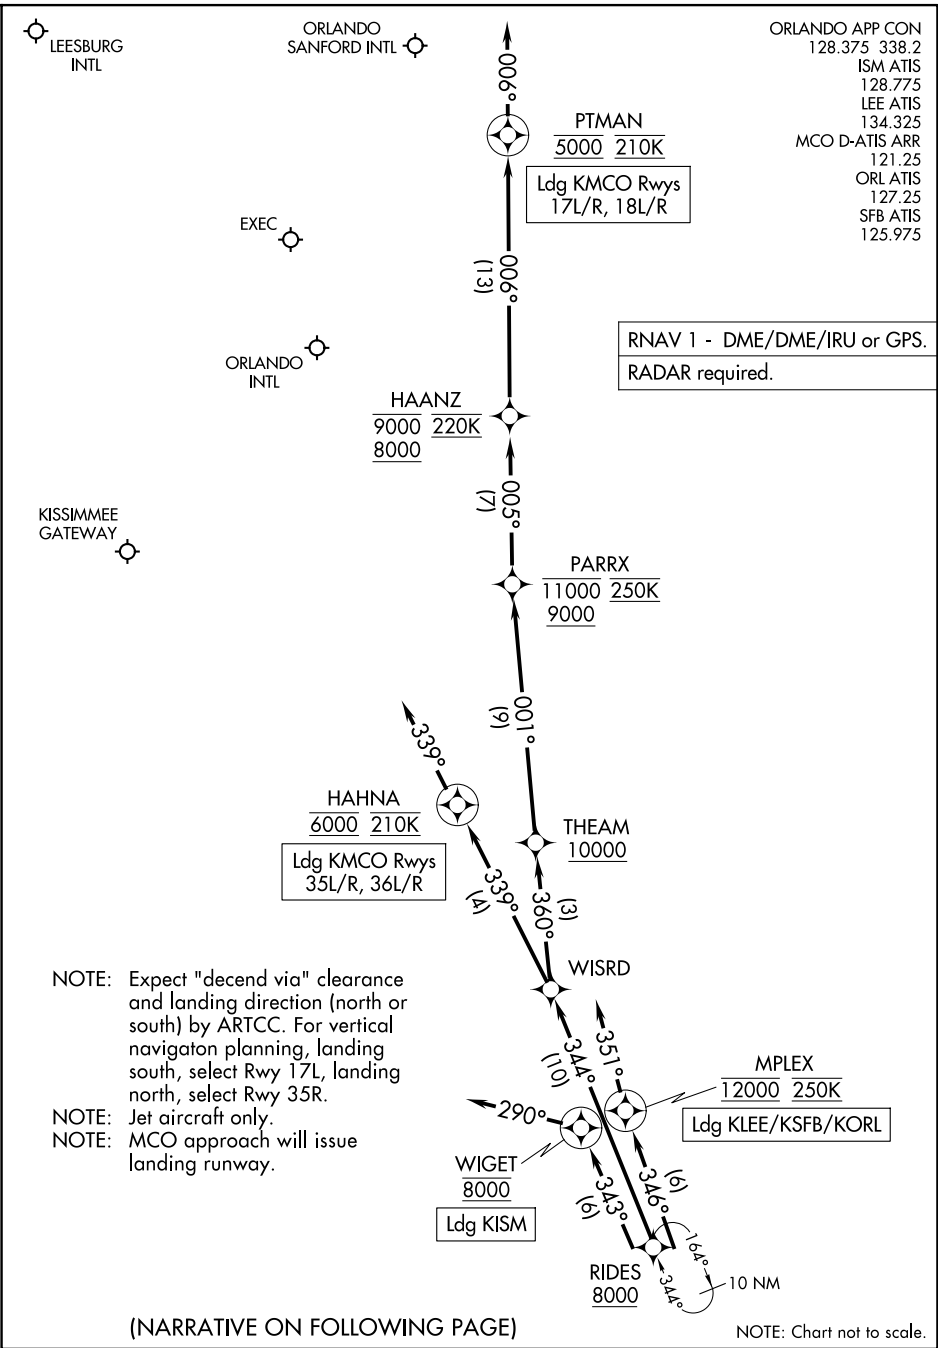 LEESBURG
INTL
ORLANDO
SANFORD INTL
ORLANDO APP CON
128.375 338.2
ISM ATIS
128.775
LEE ATIS
134.325
MCO D-ATIS ARR
121.25
ORL ATIS
127.25
SFB ATIS
125.975
006°
PTMAN
5000 210K
Ldg KMCO Rwys
17L/R, 18L/R
EXEC
006°
(13)
RNAV 1 - DME/DME/IRU or GPS.
RADAR required.
ORLANDO
INTL
HAANZ
9000 220K
8000
005°
(7)
KISSIMMEE
GATEWAY
PARRX
11000 250K
9000
001°
(9)
339°
HAHNA
6000 210K
Ldg KMCO Rwys
35L/R, 36L/R
THEAM
10000
339°
(4)
360°
(3)
WISRD
NOTE: Expect "decend via" clearance
and landing direction (north or
south) by ARTCC. For vertical
navigaton planning, landing
south, select Rwy 17L, landing
north, select Rwy 35R.
NOTE: Jet aircraft only.
NOTE: MCO approach will issue
landing runway.
344°
(10)
351°
MPLEX
12000 250K
Ldg KLEE/KSFB/KORL
290°
WIGET
8000
Ldg KISM
343°
(6)
346°
(6)
RIDES
8000
164°
344°
10 NM
(NARRATIVE ON FOLLOWING PAGE)
NOTE: Chart not to scale.